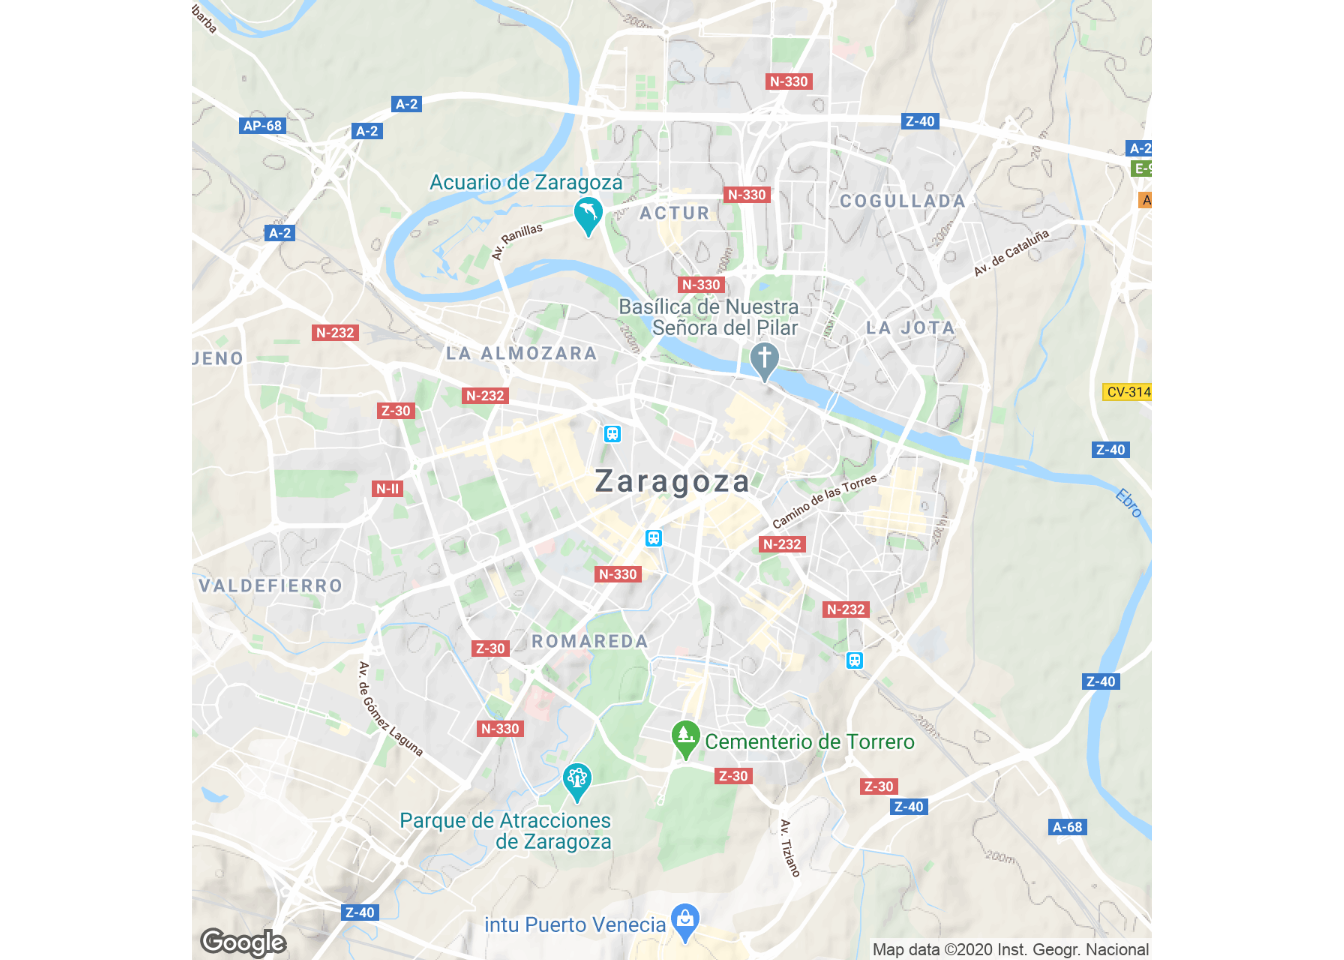 200m
N-330
A-2
AP-68
A-2
Z-40
A-2
Acuario de Zaragoza
N-330
ACTUR
COGULLADA
A-2
Av. Ranillas
Av. de Cataluña
200m
N-330
Basílica de Nuestra
Señora del Pilar
N-232
LA JOTA
200m
LA ALMOZARA
N-232
CV-314
Z-30
Z-40
Zaragoza
N-II
Camino de las Torres
Ebro
200m
N-232
N-330
VALDEFIERRO
N-232
ROMAREDA
Z-30
Z-40
Av. de Gómez Laguna
N-330
200m
Cementerio de Torrero
Z-30
Z-30
Z-40
Parque de Atracciones
de Zaragoza
A-68
Av. Tiziano
200m
Z-40
intu Puerto Venecia
Google
Map data ©2020 Inst. Geogr. Nacional